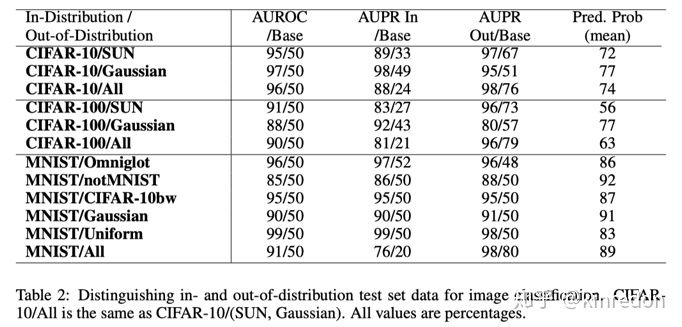 In-Distribution / AUROC AUPR In AUPR Pred. Prob
Out-of-Distribution /Base /Base Out/Base (mean)
CIFAR-10/SUN 95/50 89/33 97/67 72
CIFAR-10/Gaussian 97/50 98/49 95/51 77
CIFAR-10/All 96/50 88/24 98/76 74
CIFAR-100/SUN 91/50 83/27 96/73 56
CIFAR-100/Gaussian 88/50 92/43 80/57 77
CIFAR-100/All 90/50 81/21 96/79 63
MNIST/Omniglot 96/50 97/52 96/48 86
MNIST/notMNIST 85/50 86/50 88/50 92
MNIST/CIFAR-10bw 95/50 95/50 95/50 87
MNIST/Gaussian 90/50 90/50 91/50 91
MNIST/Uniform 99/50 99/50 98/50 83
MNIST/All 91/50 76/20 98/80 89
Table 2: Distinguishing in- and out-of-distribution test set data for image classification. CIFAR-
10/All is the same as CIFAR-10/(SUN, Gaussian). All values are percentages.
知乎 @kinredon